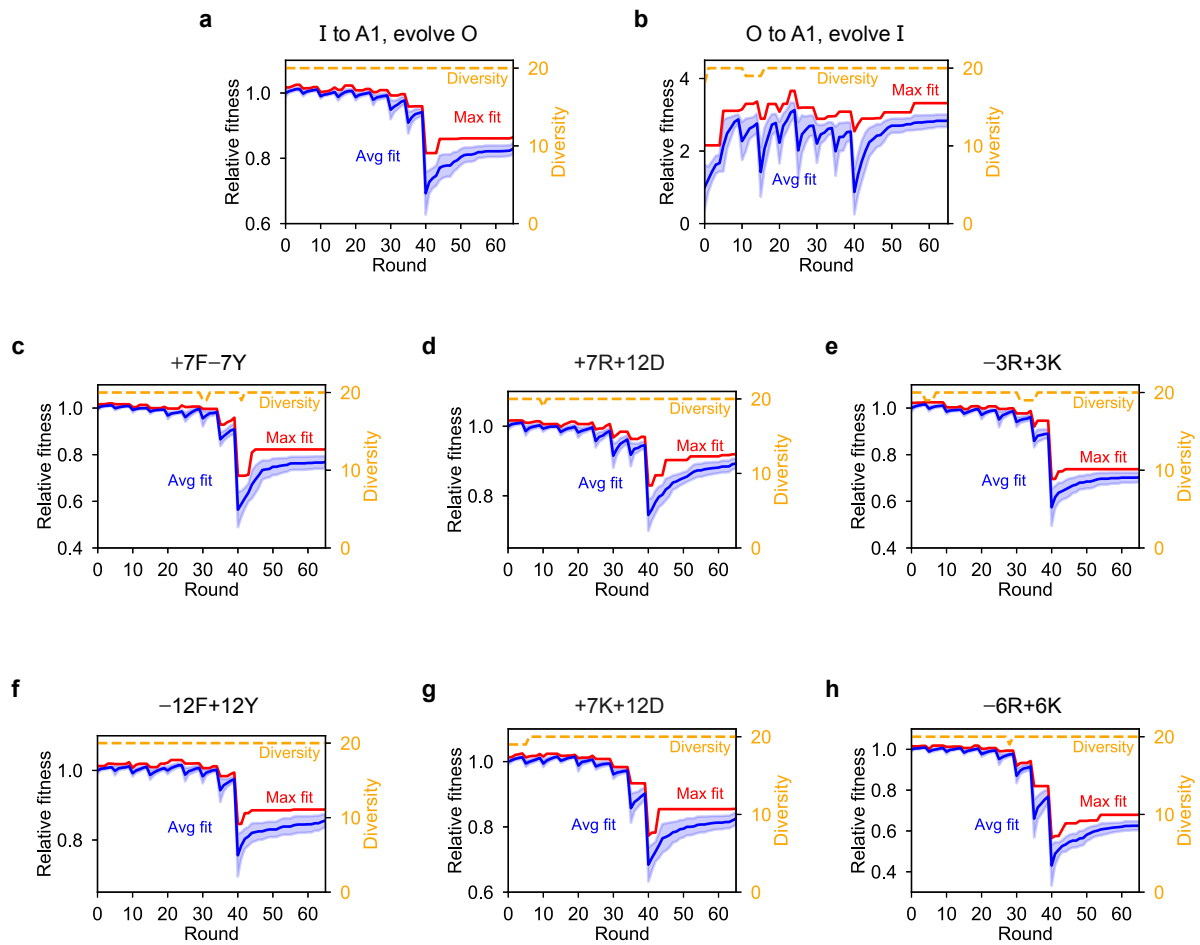 a
I to A1, evolve O
Relative fitness
1.0
0.8
0.6
Diversity
Max fit
Avg fit
20
10
0
Diversity
0 10 20 30 40 50 60
Round
b
O to A1, evolve I
Relative fitness
4
2
0
Diversity
Max fit
Avg fit
20
10
0
Diversity
0 10 20 30 40 50 60
Round
c
+7F−7Y
Relative fitness
1.0
0.8
0.6
0.4
Diversity
Max fit
Avg fit
20
10
0
Diversity
0 10 20 30 40 50 60
Round
d
+7R+12D
Relative fitness
1.0
0.8
Diversity
Max fit
Avg fit
20
10
0
Diversity
0 10 20 30 40 50 60
Round
e
−3R+3K
Relative fitness
1.0
0.8
0.6
0.4
Diversity
Max fit
Avg fit
20
10
0
Diversity
0 10 20 30 40 50 60
Round
f
−12F+12Y
Relative fitness
1.0
0.8
Diversity
Max fit
Avg fit
20
10
0
Diversity
0 10 20 30 40 50 60
Round
g
+7K+12D
Relative fitness
1.0
0.8
0.6
Diversity
Max fit
Avg fit
20
10
0
Diversity
0 10 20 30 40 50 60
Round
h
−6R+6K
Relative fitness
1.0
0.8
0.6
0.4
Diversity
Max fit
Avg fit
20
10
0
Diversity
0 10 20 30 40 50 60
Round